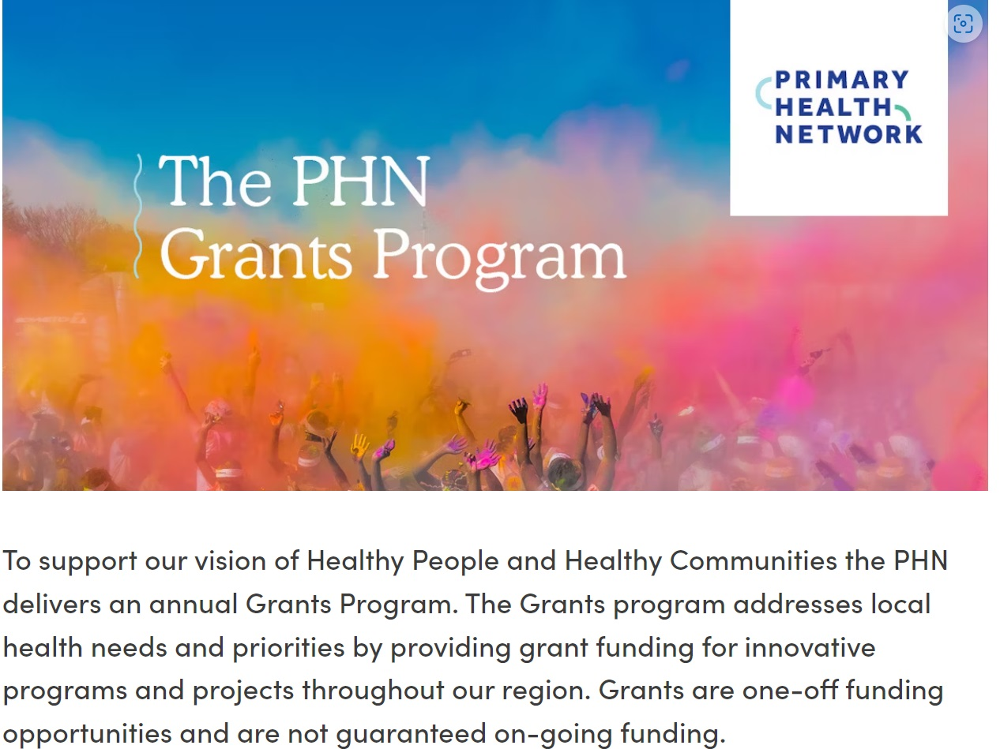 PRIMARY
HEALTH
NETWORK
The PHN
Grants Program
To support our vision of Healthy People and Healthy Communities the PHN
delivers an annual Grants Program. The Grants program addresses local
health needs and priorities by providing grant funding for innovative
programs and projects throughout our region. Grants are one-off funding
opportunities and are not guaranteed on-going funding.